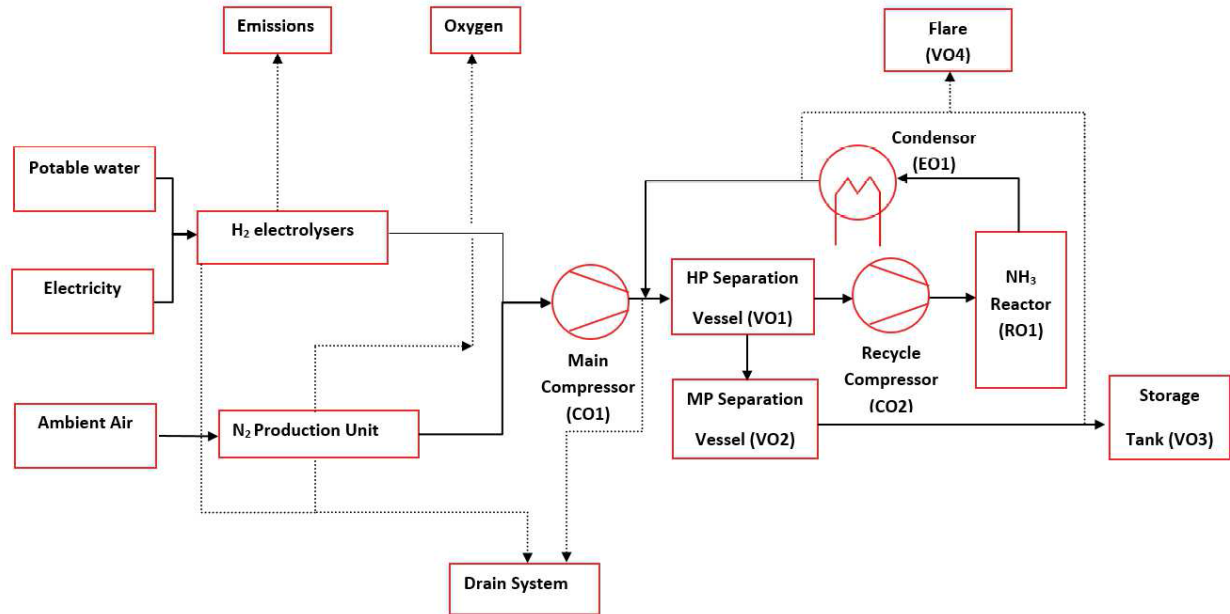 Emissions
Oxygen
Flare
(VO4)
Potable water
Condensor
(EO1)
H₂ electrolysers
Electricity
HP Separation
Vessel (VO1)
NH₃
Reactor
(RO1)
Main
Compressor
(CO1)
Recycle
Compressor
(CO2)
MP Separation
Vessel (VO2)
Storage
Tank (VO3)
Ambient Air
N₂ Production Unit
Drain System